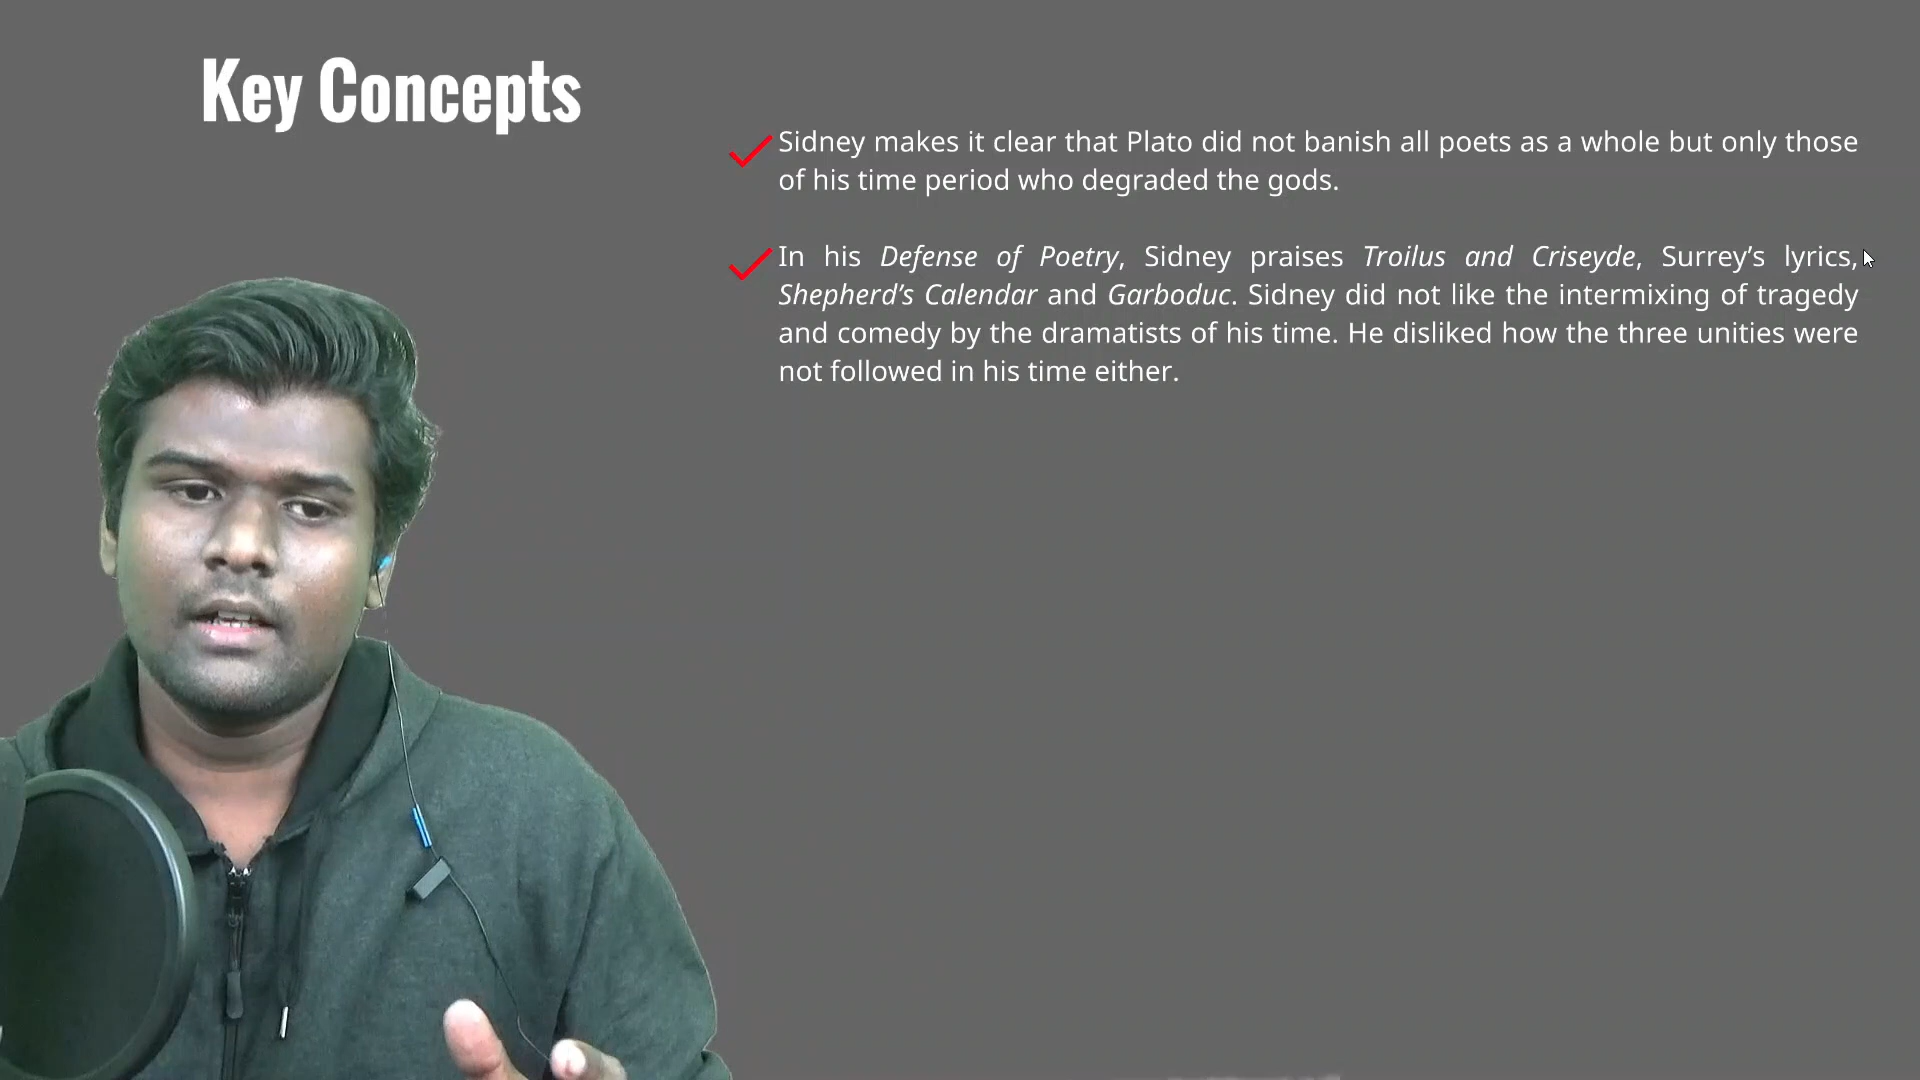 Key Concepts
Sidney makes it clear that Plato did not banish all poets as a whole but only those
of his time period who degraded the gods.
In his Defense of Poetry, Sidney praises Troilus and Criseyde, Surrey’s lyrics,
Shepherd’s Calendar and Garboduc. Sidney did not like the intermixing of tragedy
and comedy by the dramatists of his time. He disliked how the three unities were
not followed in his time either.